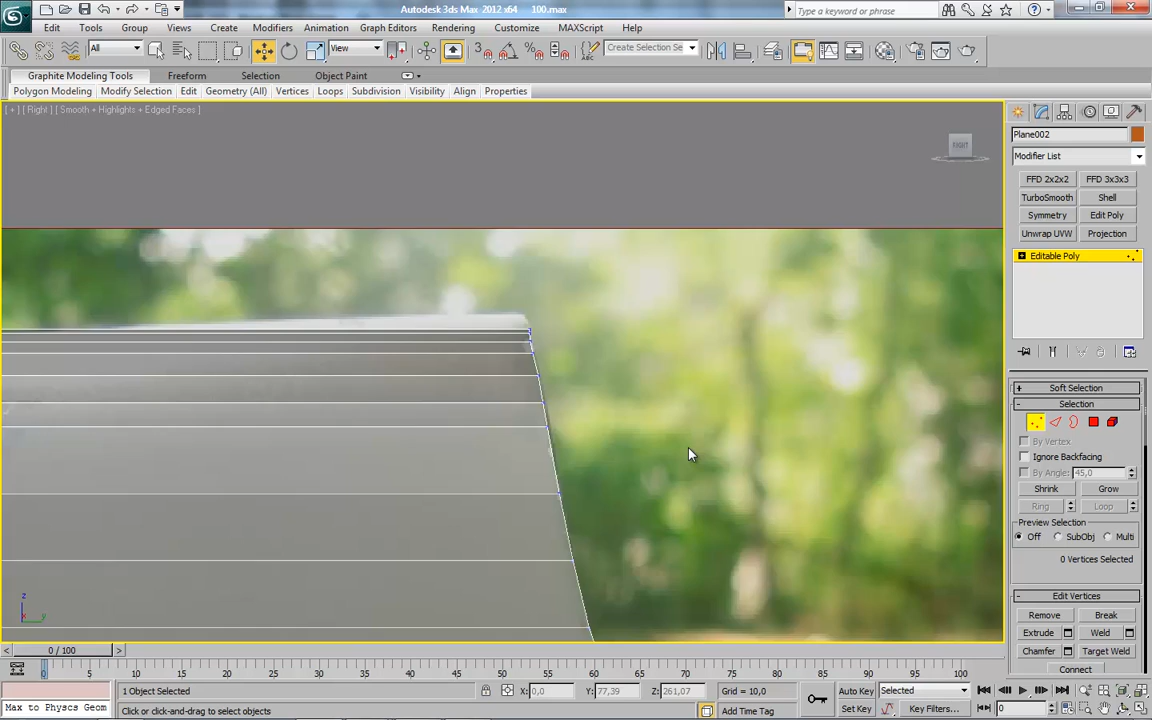 Autodesk 3ds Max 2012 x64 100.max
Type a keyword or phrase
Edit Tools Group Views Create Modifiers Animation Graph Editors Rendering Customize MAXScript Help
All View Create Selection Se
Graphite Modeling Tools Freeform Selection Object Paint
Polygon Modeling Modify Selection Edit Geometry (All) Vertices Loops Subdivision Visibility Align Properties
[ + ] [ Right ] [ Smooth + Highlights + Edged Faces ]
RIGHT
Plane002
Modifier List
FFD 2x2x2 FFD 3x3x3
TurboSmooth Shell
Symmetry Edit Poly
Unwrap UVW Projection
Editable Poly
+ Soft Selection
- Selection
By Vertex
Ignore Backfacing
By Angle: 45,0
Shrink Grow
Ring Loop
Preview Selection
Off SubObj Multi
0 Vertices Selected
- Edit Vertices
Remove Break
Extrude Weld
Chamfer Target Weld
Connect
z
x y
< 0 / 100 >
0 5 10 15 20 25 30 35 40 45 50 55 60 65 70 75 80 85 90 95 100
1 Object Selected X: 0,0 Y: 77,39 Z: 261,07 Grid = 10,0 Auto Key Selected
Max to Physcs Geom Click or click-and-drag to select objects Add Time Tag Set Key Key Filters... 0